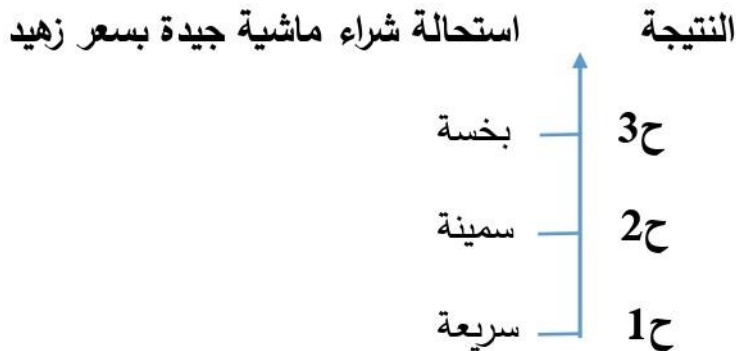 النتيجة استحالة شراء ماشية جيدة بسعر زهيد
ح3 بخسة
ح2 سمينة
ح1 سريعة